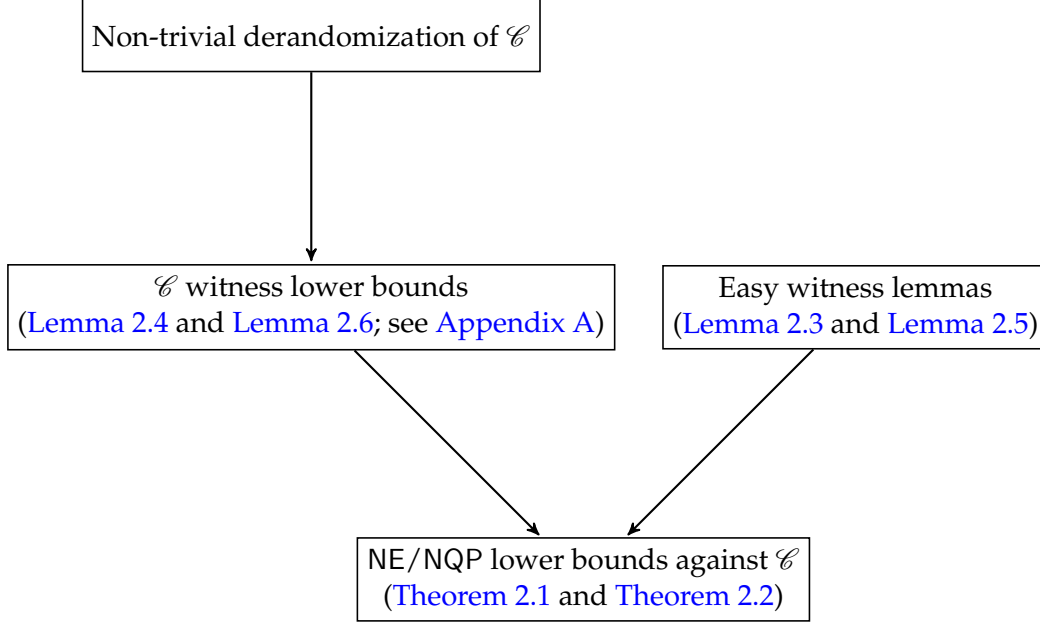 Non-trivial derandomization of 𝒞
𝒞 witness lower bounds
(Lemma 2.4 and Lemma 2.6; see Appendix A)
Easy witness lemmas
(Lemma 2.3 and Lemma 2.5)
NE/NQP lower bounds against 𝒞
(Theorem 2.1 and Theorem 2.2)